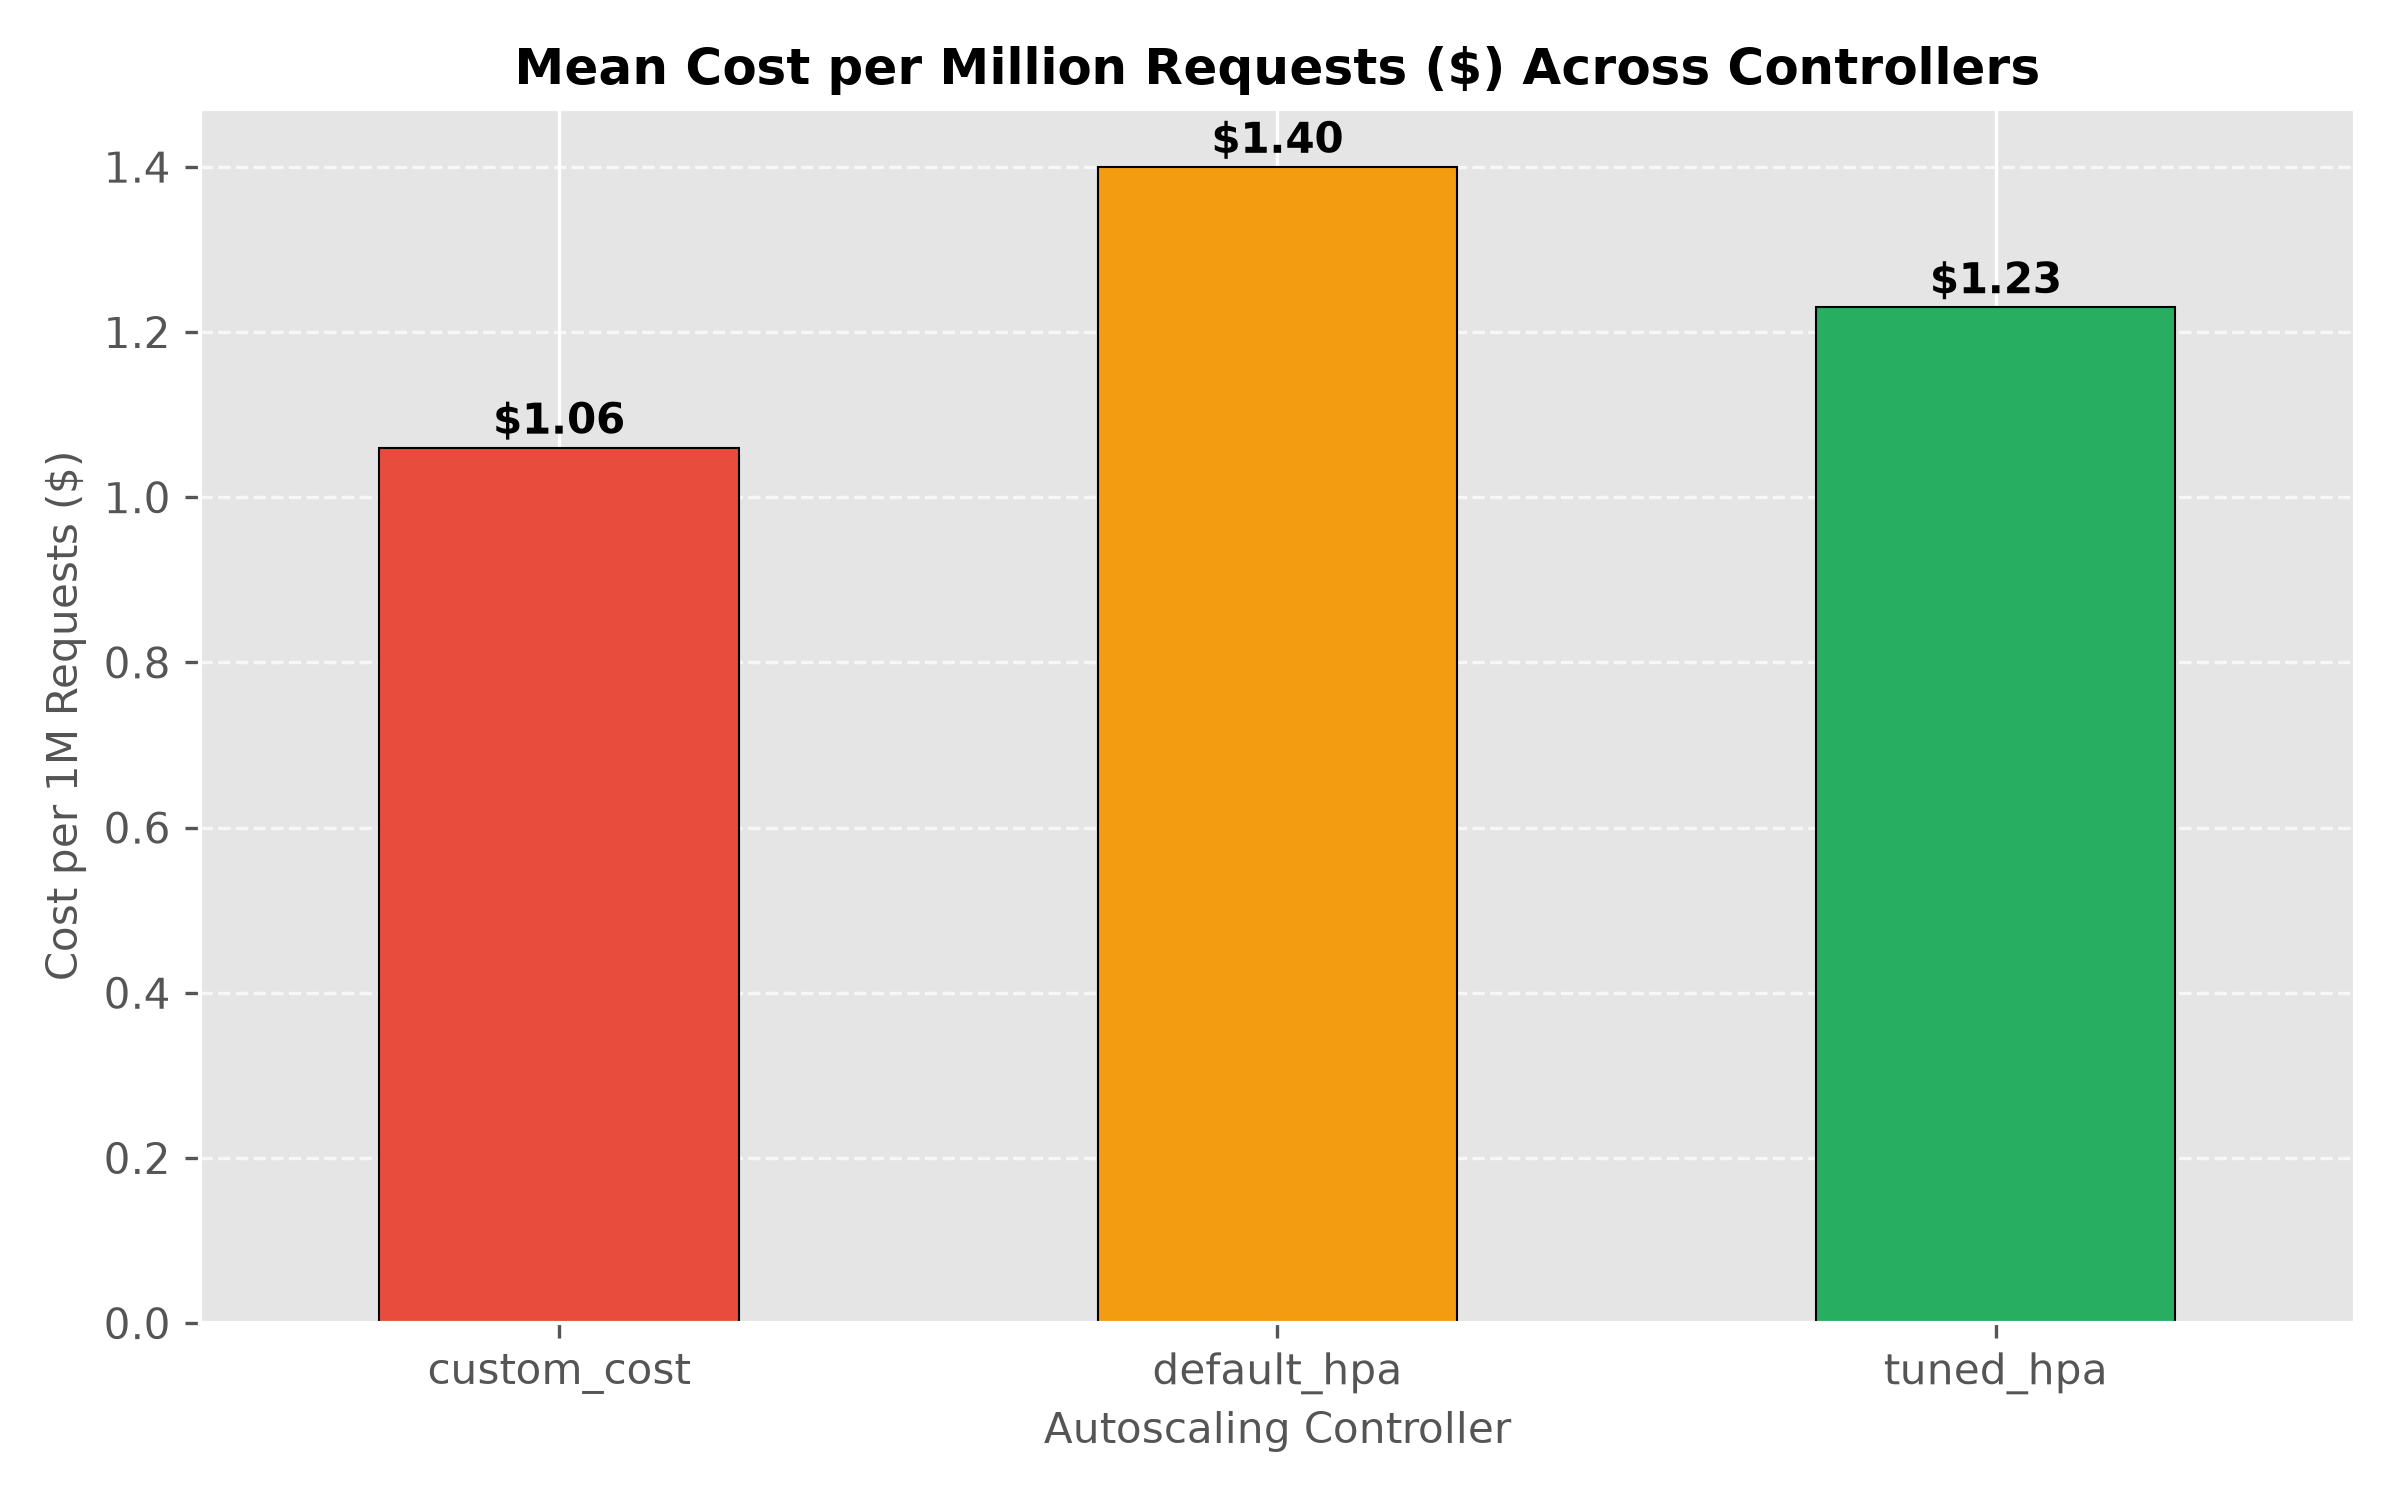 Mean Cost per Million Requests ($) Across Controllers
Cost per 1M Requests ($)
1.4
1.2
1.0
0.8
0.6
0.4
0.2
0.0
$1.06
$1.40
$1.23
custom_cost
default_hpa
tuned_hpa
Autoscaling Controller